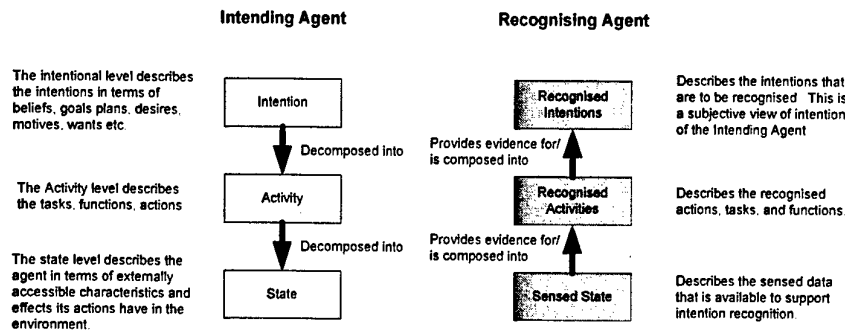 Intending Agent
Recognising Agent
The intentional level describes
the intentions in terms of
beliefs, goals plans, desires,
motives, wants etc.
Intention
Recognised
Intentions
Describes the intentions that
are to be recognised This is
a subjective view of intention
of the Intending Agent
Decomposed into
Provides evidence for/
is composed into
The Activity level describes
the tasks, functions, actions
Activity
Recognised
Activities
Describes the recognised
actions, tasks, and functions.
Decomposed into
Provides evidence for/
is composed into
The state level describes the
agent in terms of externally
accessible characteristics and
effects its actions have in the
environment.
State
Sensed State
Describes the sensed data
that is available to support
intention recognition.